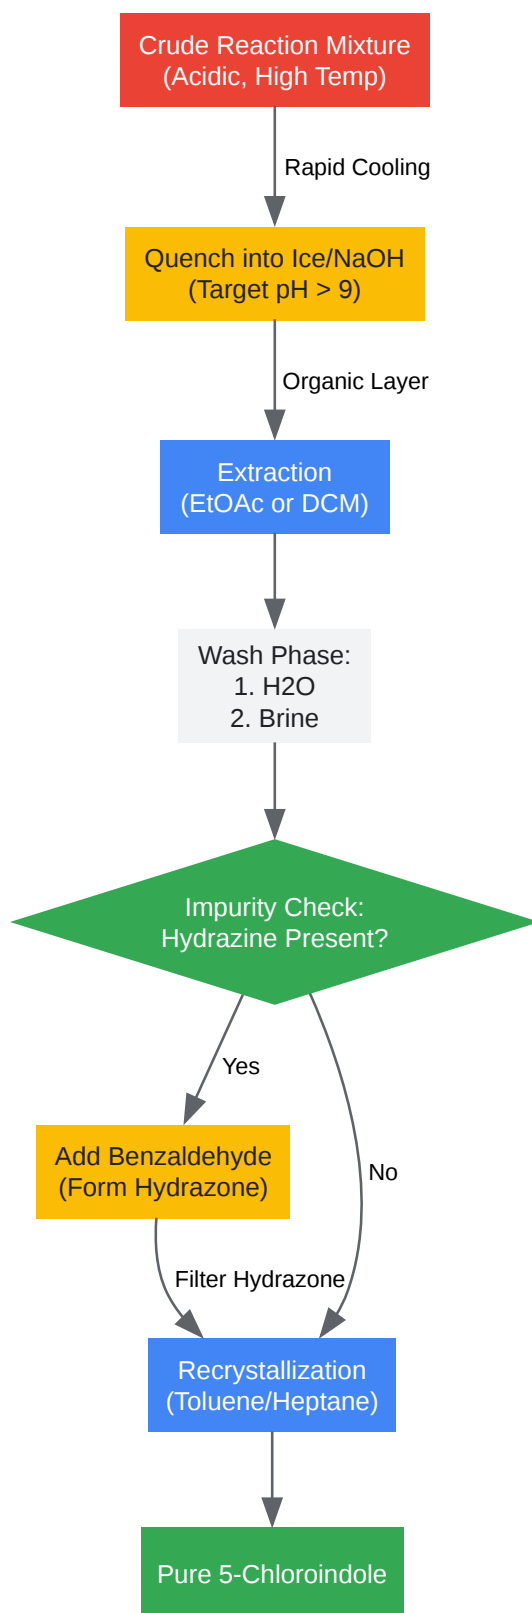 Crude Reaction Mixture
(Acidic, High Temp)
Rapid Cooling
Quench into Ice/NaOH
(Target pH > 9)
Organic Layer
Extraction
(EtOAc or DCM)
Wash Phase:
1. H2O
2. Brine
Impurity Check:
Hydrazine Present?
Yes
Add Benzaldehyde
(Form Hydrazone)
No
Filter Hydrazone
Recrystallization
(Toluene/Heptane)
Pure 5-Chloroindole